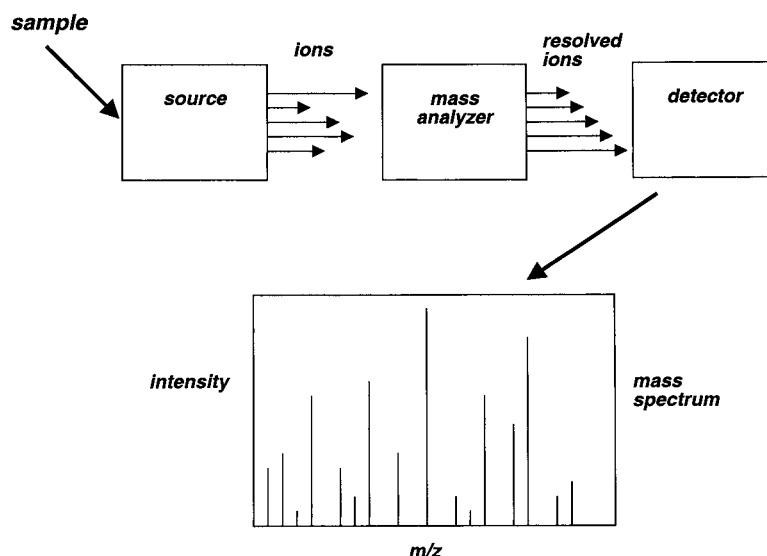 sample
ions
resolved
ions
source
mass
analyzer
detector
intensity
mass
spectrum
m/z